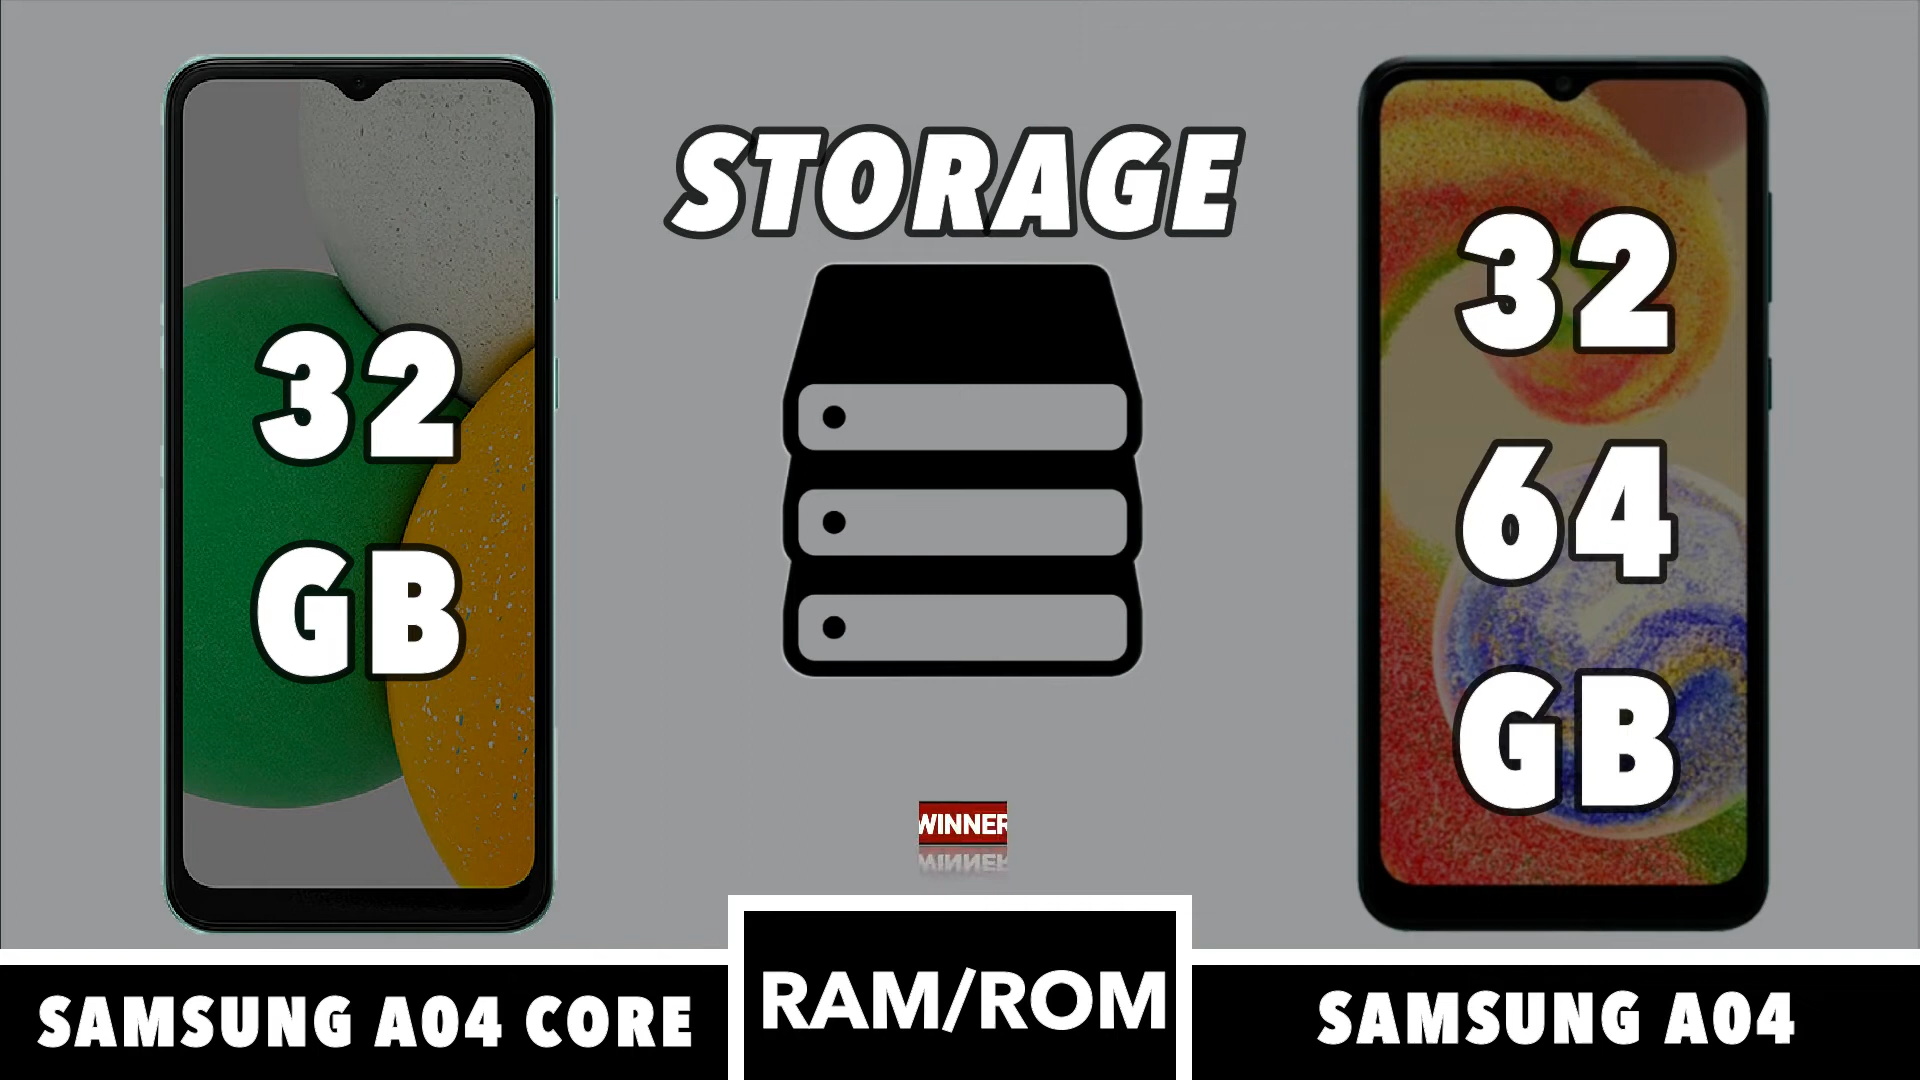 STORAGE
32
GB
32
64
GB
WINNER
SAMSUNG A04 CORE
RAM/ROM
SAMSUNG A04